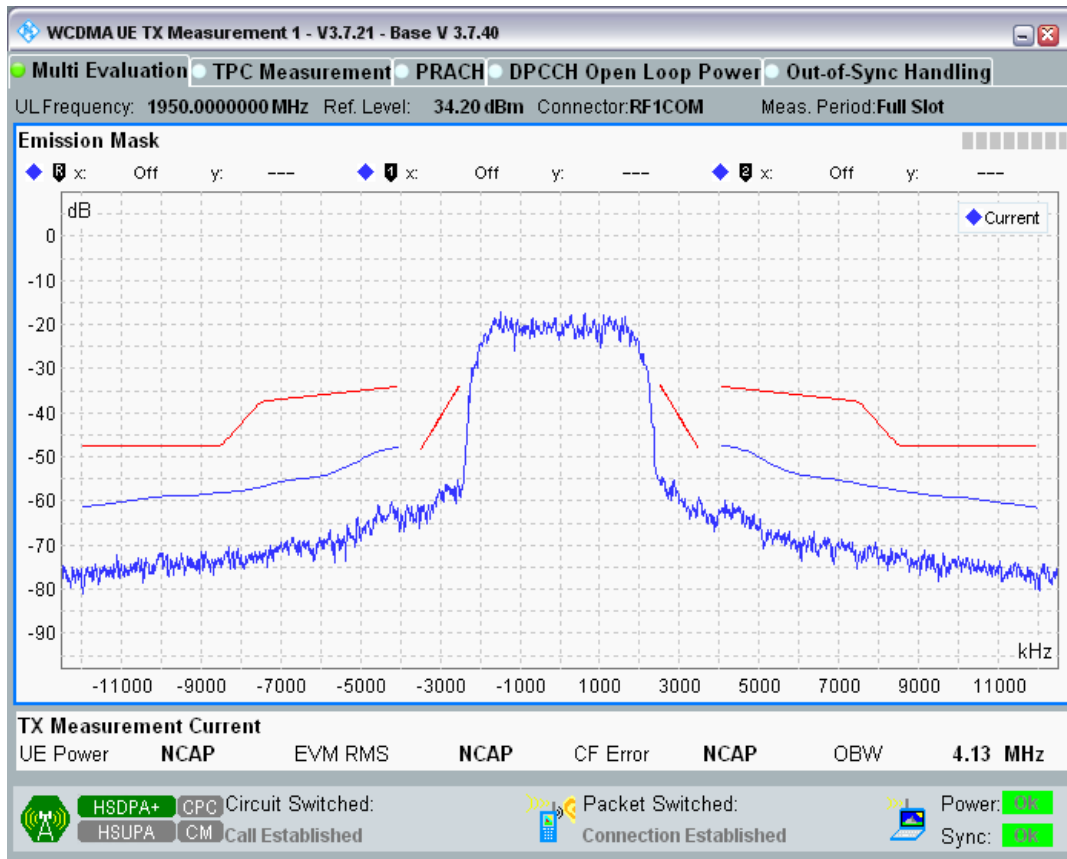 WCDMA UE TX Measurement 1 - V3.7.21 - Base V 3.7.40
Multi Evaluation TPC Measurement PRACH DPCCH Open Loop Power Out-of-Sync Handling
UL Frequency: 1950.0000000 MHz Ref. Level: 34.20 dBm Connector: RF1COM Meas. Period: Full Slot
Emission Mask
R x: Off y: --- 1 x: Off y: --- 2 x: Off y: ---
dB
Current
0
-10
-20
-30
-40
-50
-60
-70
-80
-90
kHz
-11000 -9000 -7000 -5000 -3000 -1000 1000 3000 5000 7000 9000 11000
TX Measurement Current
UE Power NCAP EVM RMS NCAP CF Error NCAP OBW 4.13 MHz
HSDPA+ CPC Circuit Switched: Packet Switched: Power: Ok
HSUPA CM Call Established Connection Established Sync: Ok